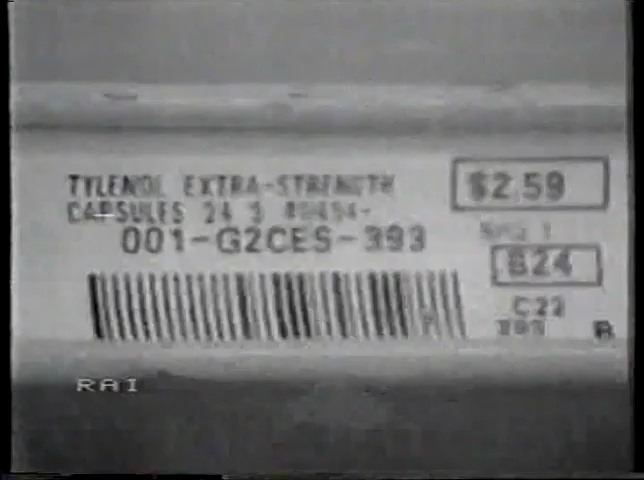 TYLENOL EXTRA-STRENGTH
$2.59
CAPSULES 24 S
001-G2CES-393
B24
C22
RAI